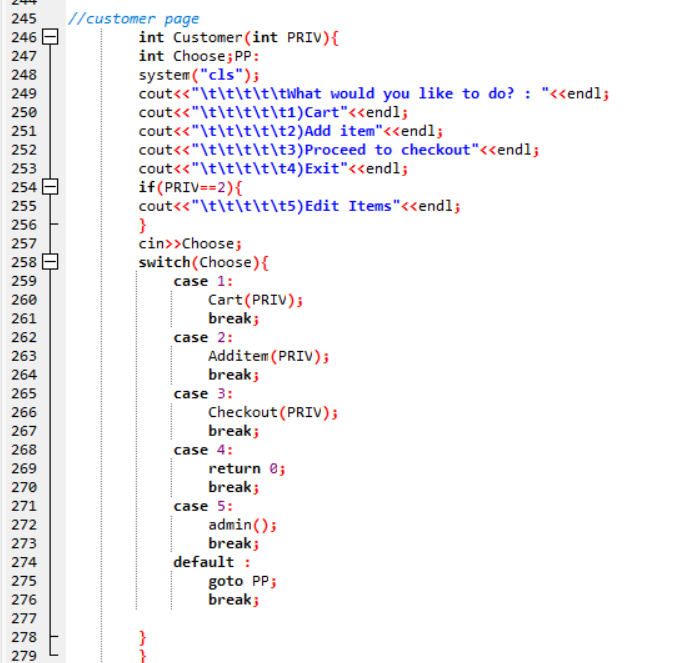 244
245 //customer page
246 int Customer(int PRIV){
247 int Choose;PP:
248 system("cls");
249 cout<<"\t\t\t\t\tWhat would you like to do? : "<<endl;
250 cout<<"\t\t\t\t\t1)Cart"<<endl;
251 cout<<"\t\t\t\t\t2)Add item"<<endl;
252 cout<<"\t\t\t\t\t3)Proceed to checkout"<<endl;
253 cout<<"\t\t\t\t\t4)Exit"<<endl;
254 if(PRIV==2){
255 cout<<"\t\t\t\t\t5)Edit Items"<<endl;
256 }
257 cin>>Choose;
258 switch(Choose){
259 case 1:
260 Cart(PRIV);
261 break;
262 case 2:
263 Additem(PRIV);
264 break;
265 case 3:
266 Checkout(PRIV);
267 break;
268 case 4:
269 return 0;
270 break;
271 case 5:
272 admin();
273 break;
274 default :
275 goto PP;
276 break;
277
278 }
279 }